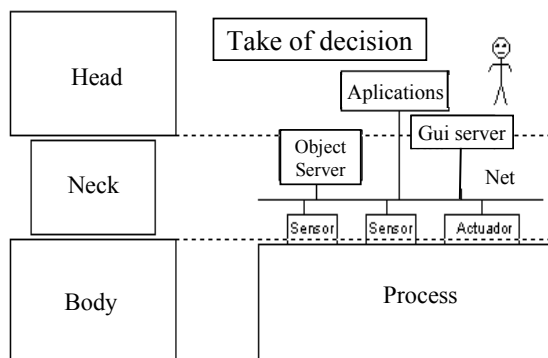 Take of decision
Head
Aplications
Gui server
Object
Server
Neck
Net
Sensor
Sensor
Actuador
Body
Process